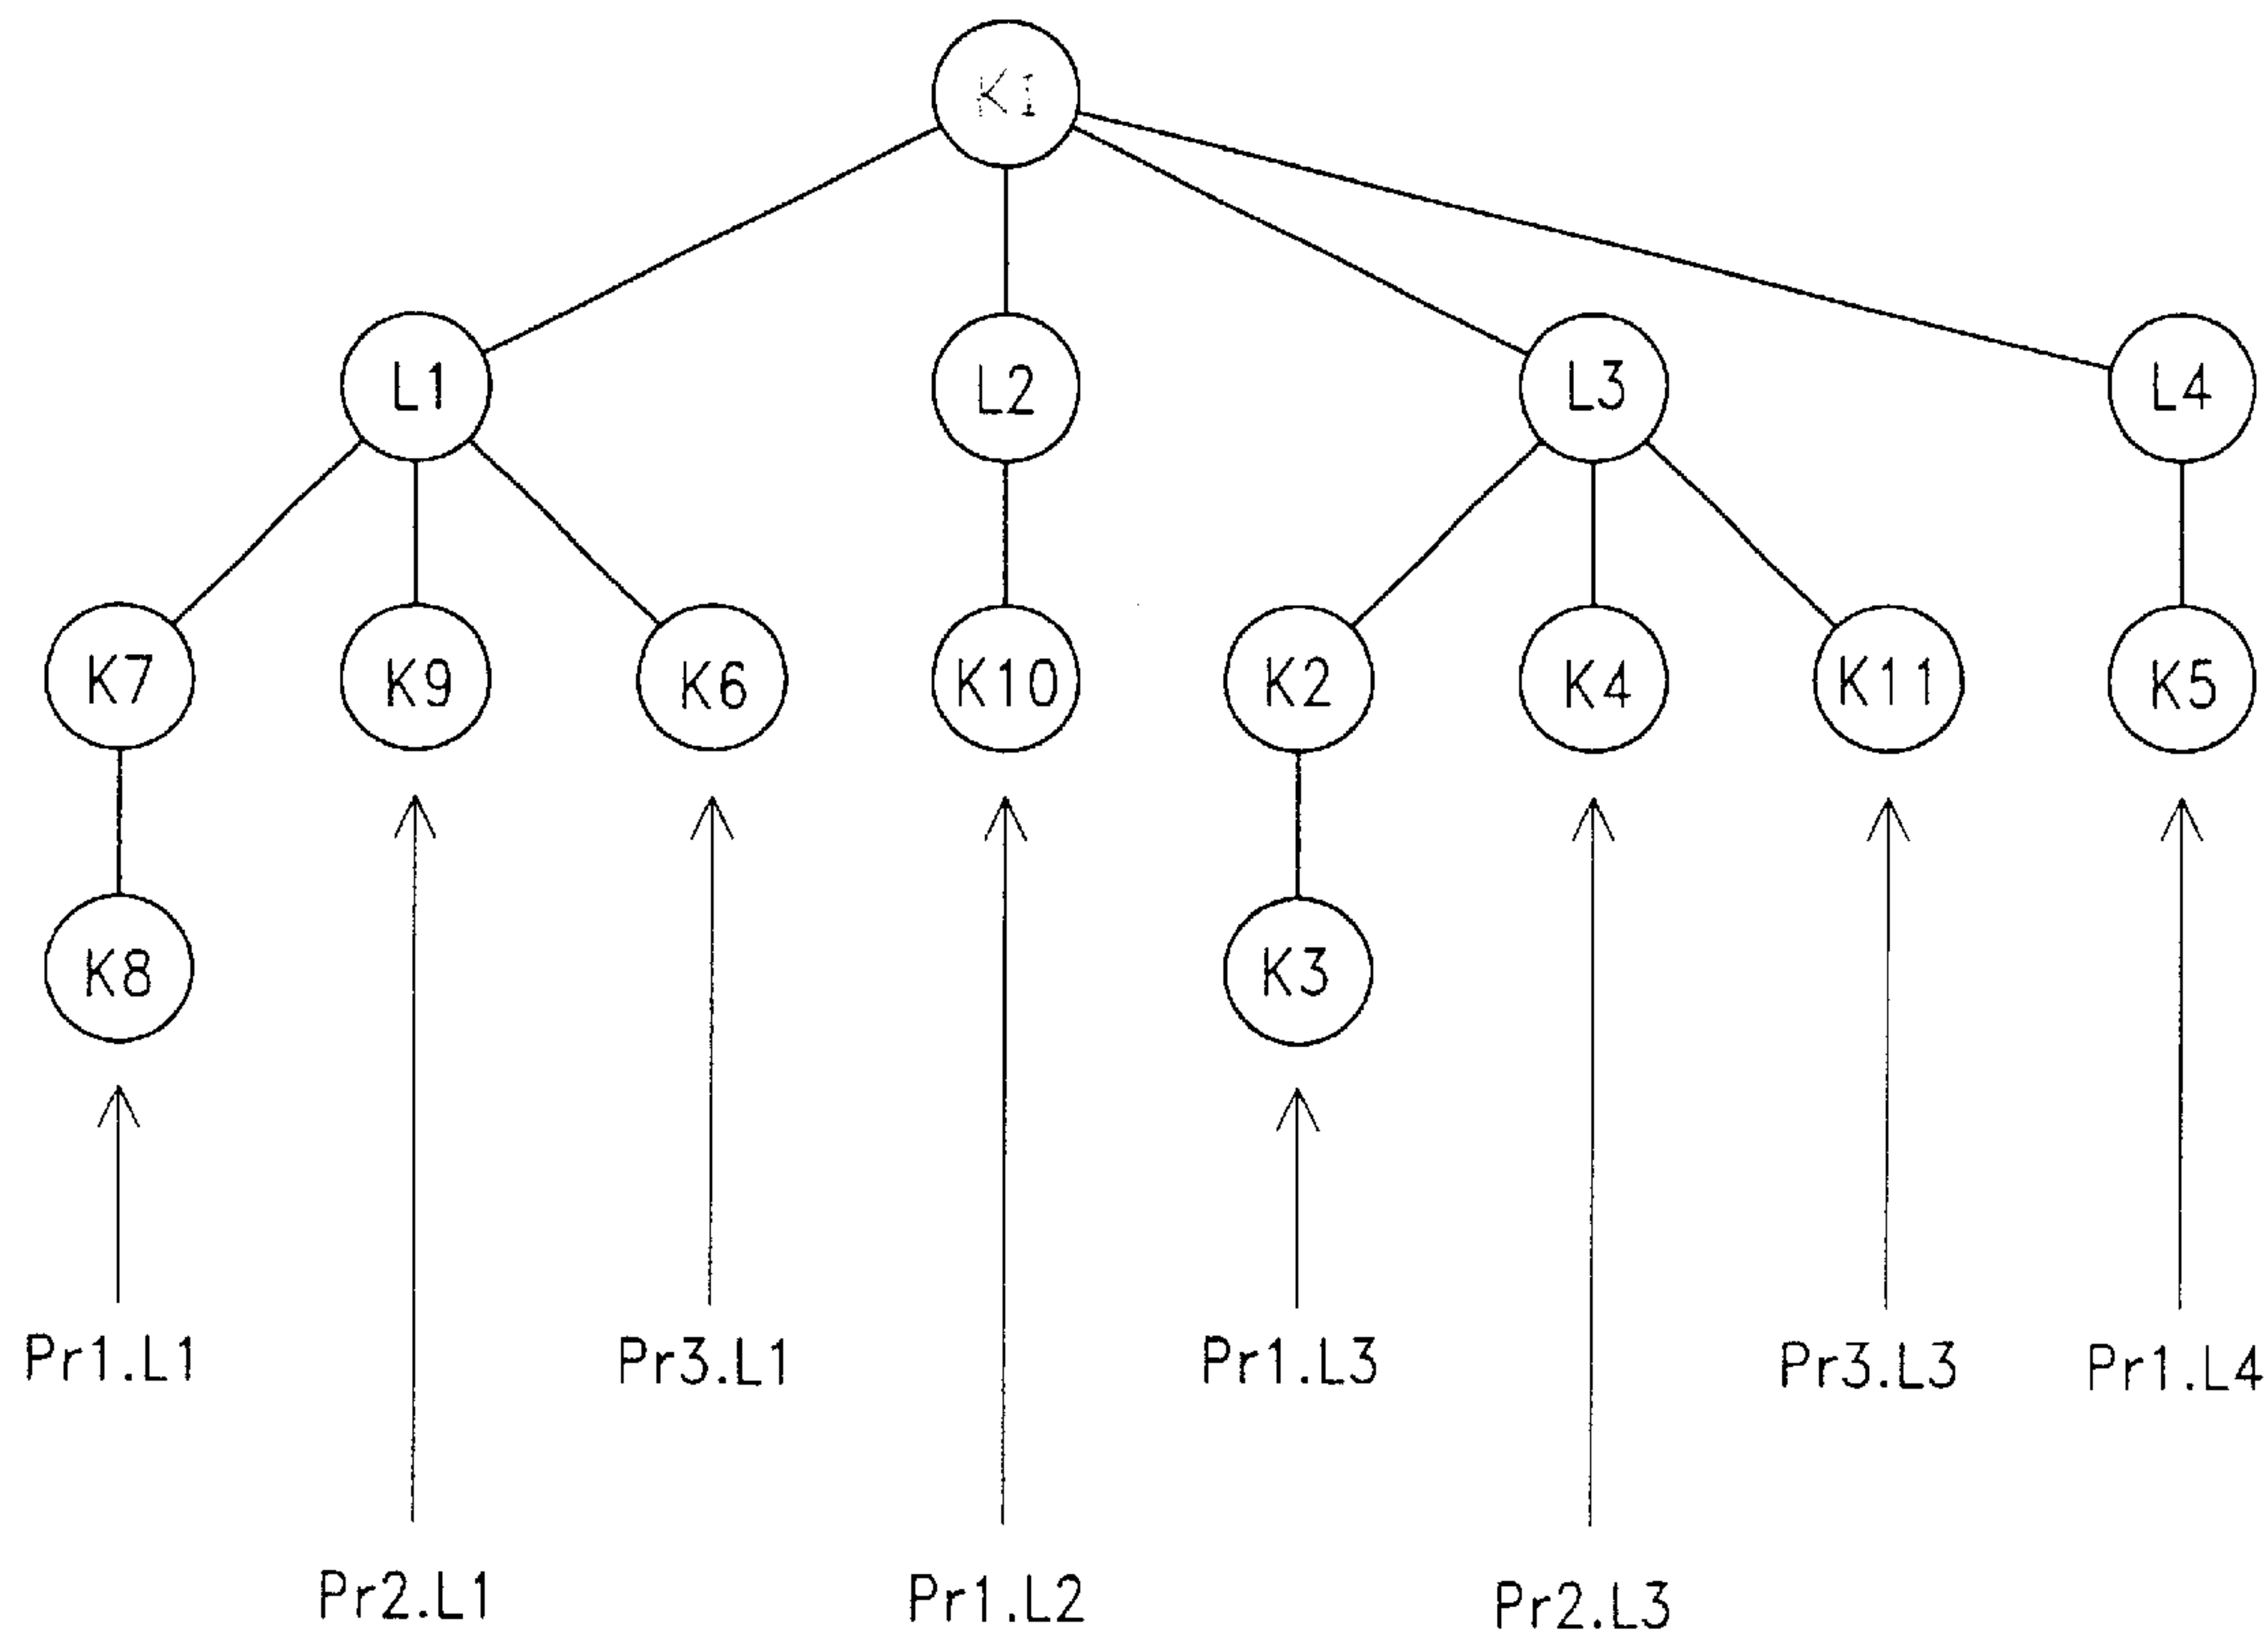 K1
L1 L2 L3 L4
K7 K9 K6 K10 K2 K4 K11 K5
K8 K3
Pr1.L1 Pr3.L1 Pr1.L3 Pr3.L3 Pr1.L4
Pr2.L1 Pr1.L2 Pr2.L3